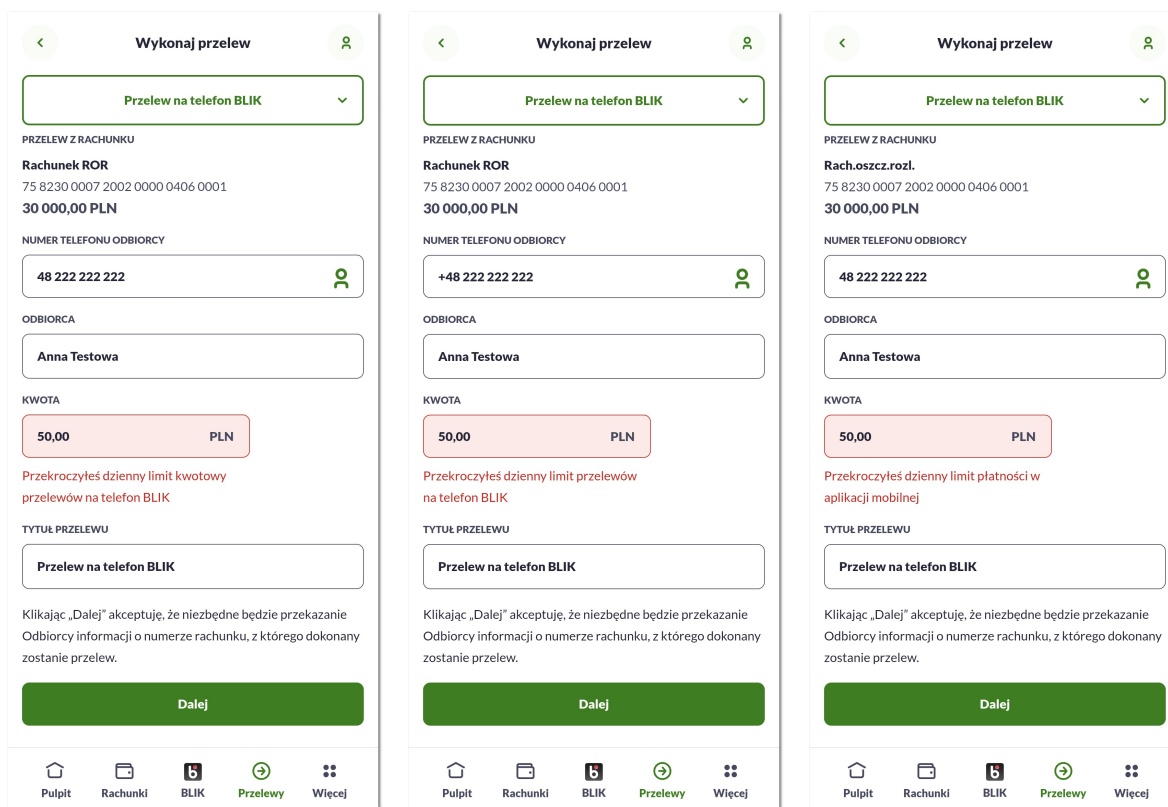 Wykonaj przelew
Przelew na telefon BLIK
PRZELEW Z RACHUNKU
Rachunek ROR
75 8230 0007 2002 0000 0406 0001
30 000,00 PLN
NUMER TELEFONU ODBIORCY
48 222 222 222
ODBIORCA
Anna Testowa
KWOTA
50,00 PLN
Przekroczyłeś dzienny limit kwotowy
przelewów na telefon BLIK
TYTUŁ PRZELEWU
Przelew na telefon BLIK
Klikając „Dalej” akceptuję, że niezbędne będzie przekazanie
Odbiorcy informacji o numerze rachunku, z którego dokonany
zostanie przelew.
Dalej
Pulpit Rachunki BLIK Przelewy Więcej
Wykonaj przelew
Przelew na telefon BLIK
PRZELEW Z RACHUNKU
Rachunek ROR
75 8230 0007 2002 0000 0406 0001
30 000,00 PLN
NUMER TELEFONU ODBIORCY
+48 222 222 222
ODBIORCA
Anna Testowa
KWOTA
50,00 PLN
Przekroczyłeś dzienny limit przelewów
na telefon BLIK
TYTUŁ PRZELEWU
Przelew na telefon BLIK
Klikając „Dalej” akceptuję, że niezbędne będzie przekazanie
Odbiorcy informacji o numerze rachunku, z którego dokonany
zostanie przelew.
Dalej
Pulpit Rachunki BLIK Przelewy Więcej
Wykonaj przelew
Przelew na telefon BLIK
PRZELEW Z RACHUNKU
Rach.oszcz.rozl.
75 8230 0007 2002 0000 0406 0001
30 000,00 PLN
NUMER TELEFONU ODBIORCY
48 222 222 222
ODBIORCA
Anna Testowa
KWOTA
50,00 PLN
Przekroczyłeś dzienny limit płatności w
aplikacji mobilnej
TYTUŁ PRZELEWU
Przelew na telefon BLIK
Klikając „Dalej” akceptuję, że niezbędne będzie przekazanie
Odbiorcy informacji o numerze rachunku, z którego dokonany
zostanie przelew.
Dalej
Pulpit Rachunki BLIK Przelewy Więcej